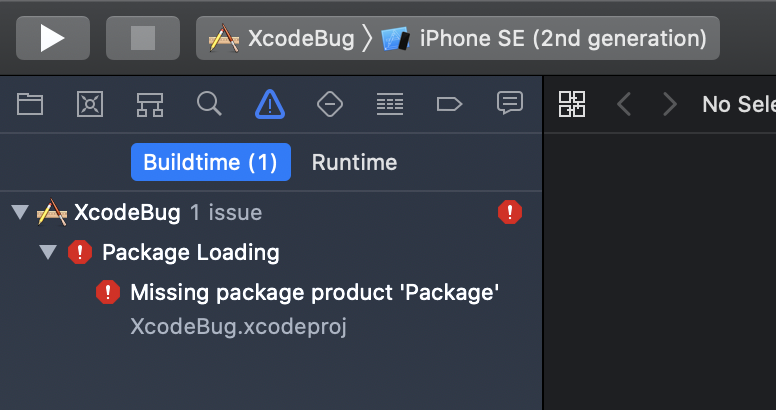 XcodeBug iPhone SE (2nd generation)
No Sele
Buildtime (1) Runtime
XcodeBug 1 issue
Package Loading
Missing package product 'Package'
XcodeBug.xcodeproj